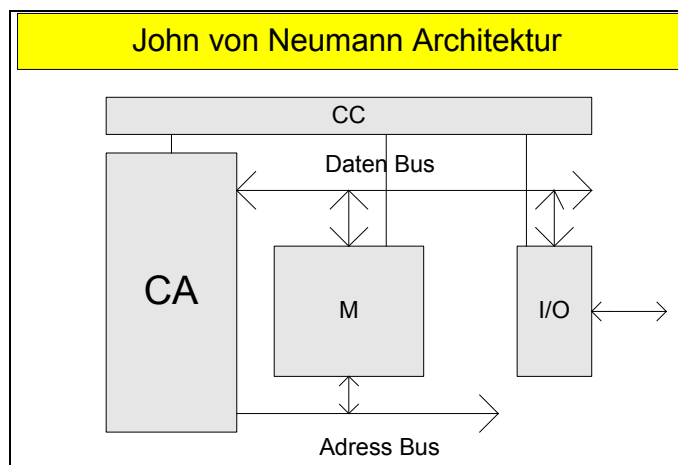 John von Neumann Architektur
CC
Daten Bus
CA
M
I/O
Adress Bus